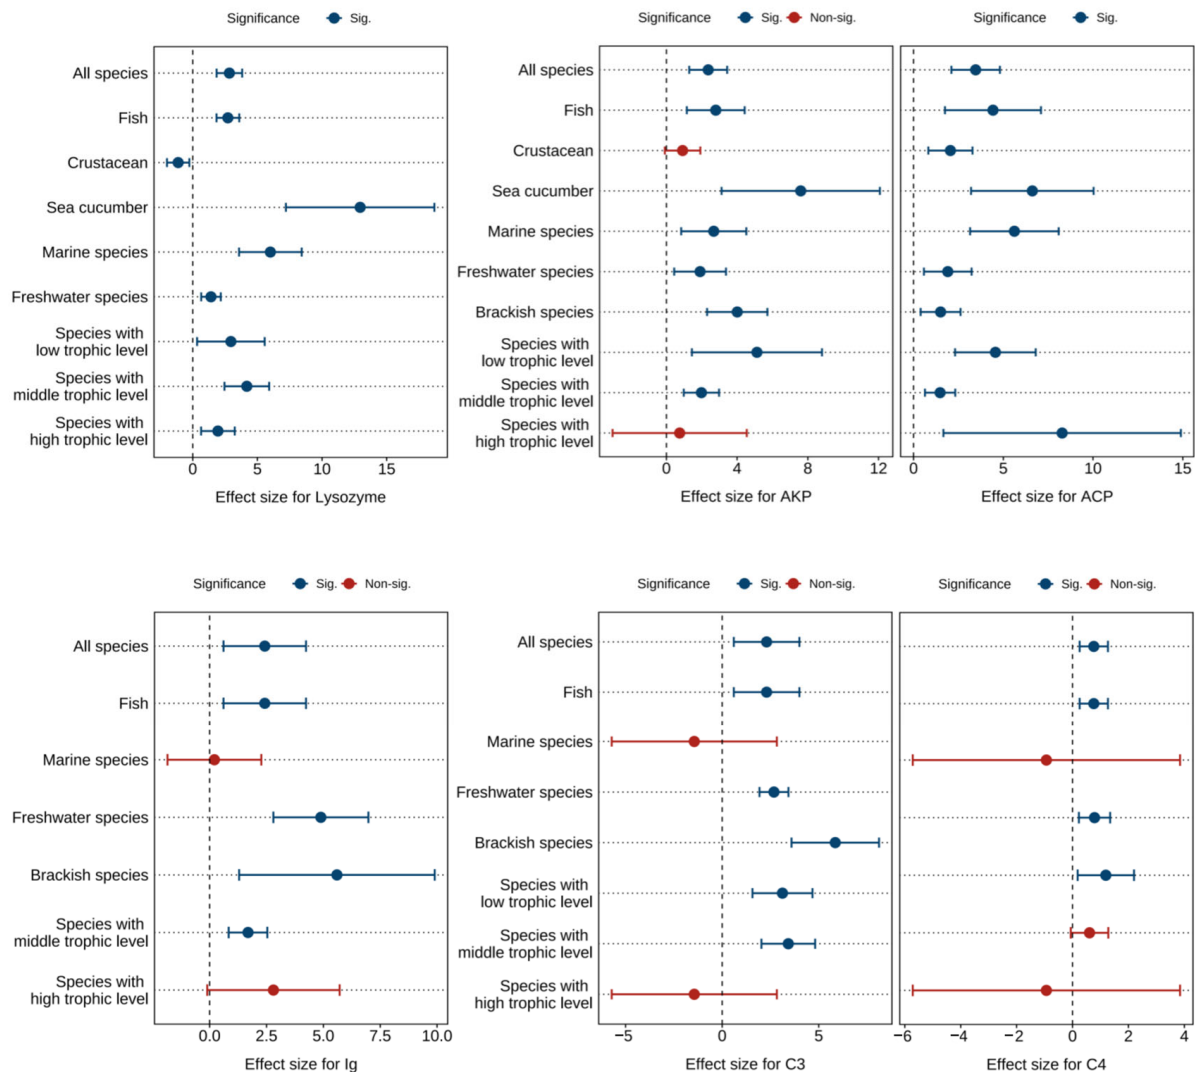 Significance Sig.
All species
Fish
Crustacean
Sea cucumber
Marine species
Freshwater species
Species with
low trophic level
Species with
middle trophic level
Species with
high trophic level
0 5 10 15
Effect size for Lysozyme
Significance Sig. Non-sig.
All species
Fish
Crustacean
Sea cucumber
Marine species
Freshwater species
Brackish species
Species with
low trophic level
Species with
middle trophic level
Species with
high trophic level
0 4 8 12
Effect size for AKP
Significance Sig.
0 5 10 15
Effect size for ACP
Significance Sig. Non-sig.
All species
Fish
Marine species
Freshwater species
Brackish species
Species with
middle trophic level
Species with
high trophic level
0.0 2.5 5.0 7.5 10.0
Effect size for Ig
Significance Sig. Non-sig.
All species
Fish
Marine species
Freshwater species
Brackish species
Species with
low trophic level
Species with
middle trophic level
Species with
high trophic level
−5 0 5
Effect size for C3
Significance Sig. Non-sig.
−6 −4 −2 0 2 4
Effect size for C4